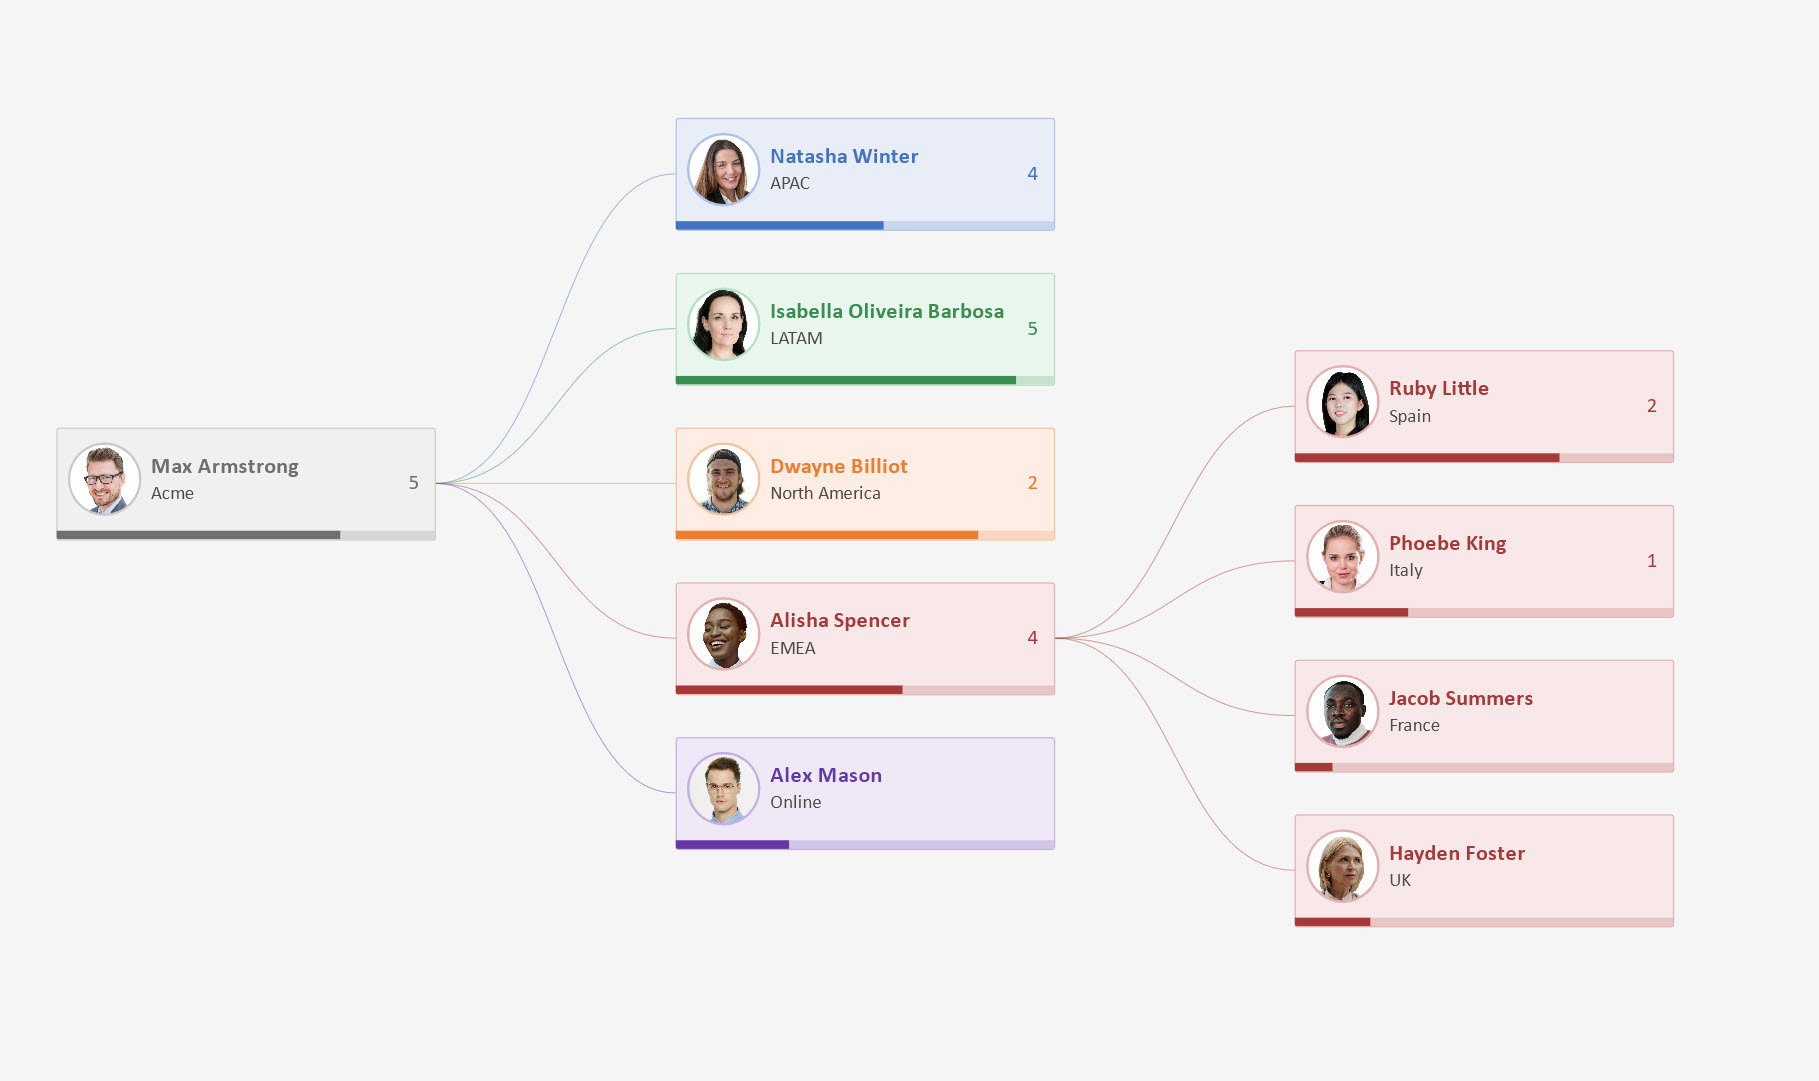 Max Armstrong
Acme
5
Natasha Winter
APAC
4
Isabella Oliveira Barbosa
LATAM
5
Dwayne Billiot
North America
2
Alisha Spencer
EMEA
4
Alex Mason
Online
Ruby Little
Spain
2
Phoebe King
Italy
1
Jacob Summers
France
Hayden Foster
UK